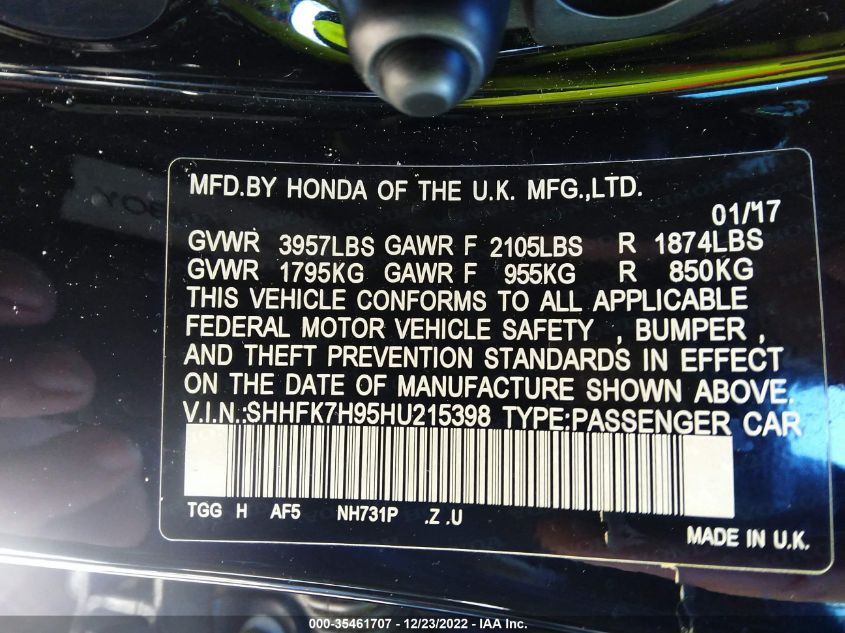 MFD.BY HONDA OF THE U.K. MFG.,LTD.
01/17
GVWR 3957LBS GAWR F 2105LBS R 1874LBS
GVWR 1795KG GAWR F 955KG R 850KG
THIS VEHICLE CONFORMS TO ALL APPLICABLE
FEDERAL MOTOR VEHICLE SAFETY , BUMPER ,
AND THEFT PREVENTION STANDARDS IN EFFECT
ON THE DATE OF MANUFACTURE SHOWN ABOVE.
V.I.N.:SHHFK7H95HU215398 TYPE:PASSENGER CAR
TGG H AF5 NH731P .Z .U
MADE IN U.K.
000-35461707 - 12/23/2022 - IAA Inc.